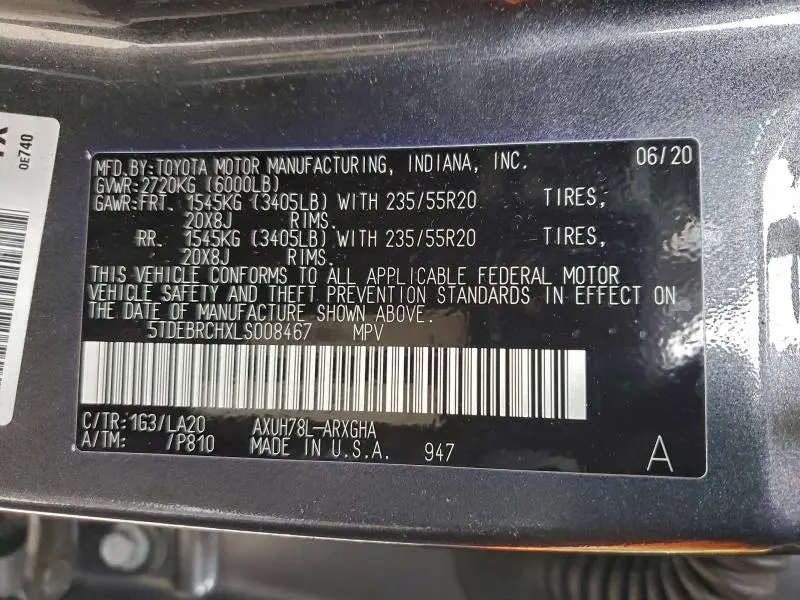 X
0E740
MFD.BY:TOYOTA MOTOR MANUFACTURING, INDIANA, INC. 06/20
GVWR:2720KG (6000LB)
GAWR:FRT. 1545KG (3405LB) WITH 235/55R20 TIRES,
20X8J RIMS.
RR. 1545KG (3405LB) WITH 235/55R20 TIRES,
20X8J RIMS.
THIS VEHICLE CONFORMS TO ALL APPLICABLE FEDERAL MOTOR
VEHICLE SAFETY AND THEFT PREVENTION STANDARDS IN EFFECT ON
THE DATE OF MANUFACTURE SHOWN ABOVE.
5TDEBRCHXLS008467 MPV
C/TR:1G3/LA20 AXUH78L-ARXGHA
A/TM: /P810 MADE IN U.S.A. 947
A